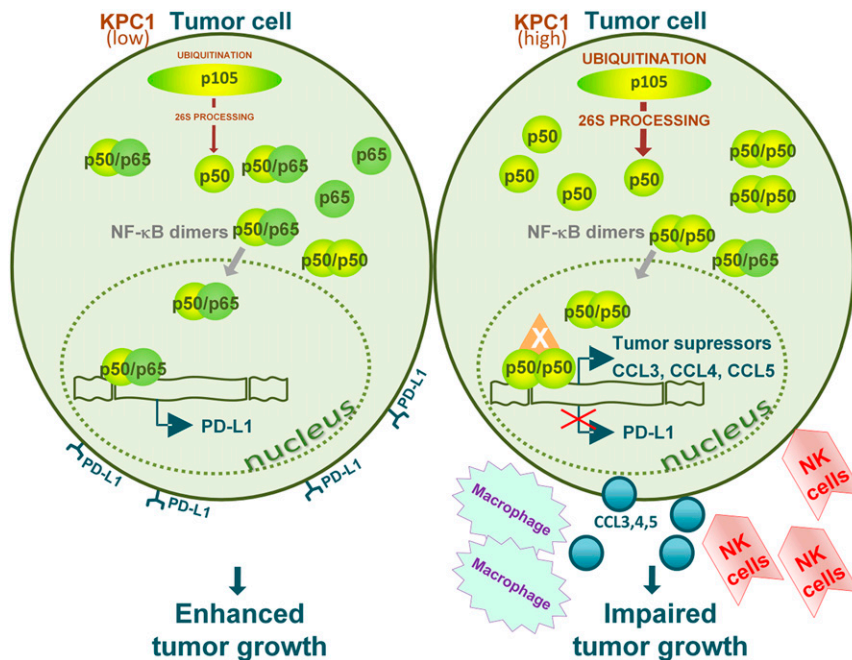 KPC1
(low)
Tumor cell
UBIQUITINATION
p105
26S PROCESSING
p50/p65
p50
p50/p65
p65
p65
NF-κB dimers
p50/p65
p50/p50
p50/p65
p50/p65
PD-L1
nucleus
PD-L1
PD-L1
PD-L1
PD-L1
Enhanced
tumor growth
KPC1
(high)
Tumor cell
UBIQUITINATION
p105
26S PROCESSING
p50
p50
p50
p50
p50/p50
p50/p50
NF-κB dimers
p50/p50
p50/p65
p50/p50
X
p50/p50
Tumor supressors
CCL3, CCL4, CCL5
PD-L1
nucleus
Macrophage
Macrophage
CCL3,4,5
NK
cells
NK
cells
NK
cells
Impaired
tumor growth